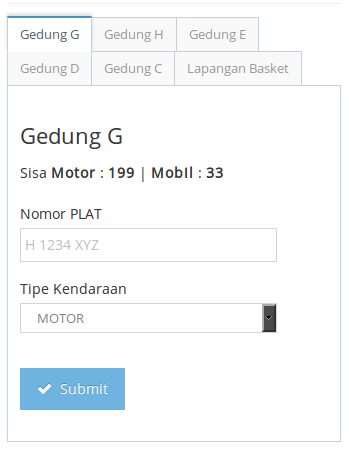 Gedung G Gedung H Gedung E
Gedung D Gedung C Lapangan Basket
Gedung G
Sisa Motor : 199 | Mobil : 33
Nomor PLAT
H 1234 XYZ
Tipe Kendaraan
MOTOR
Submit